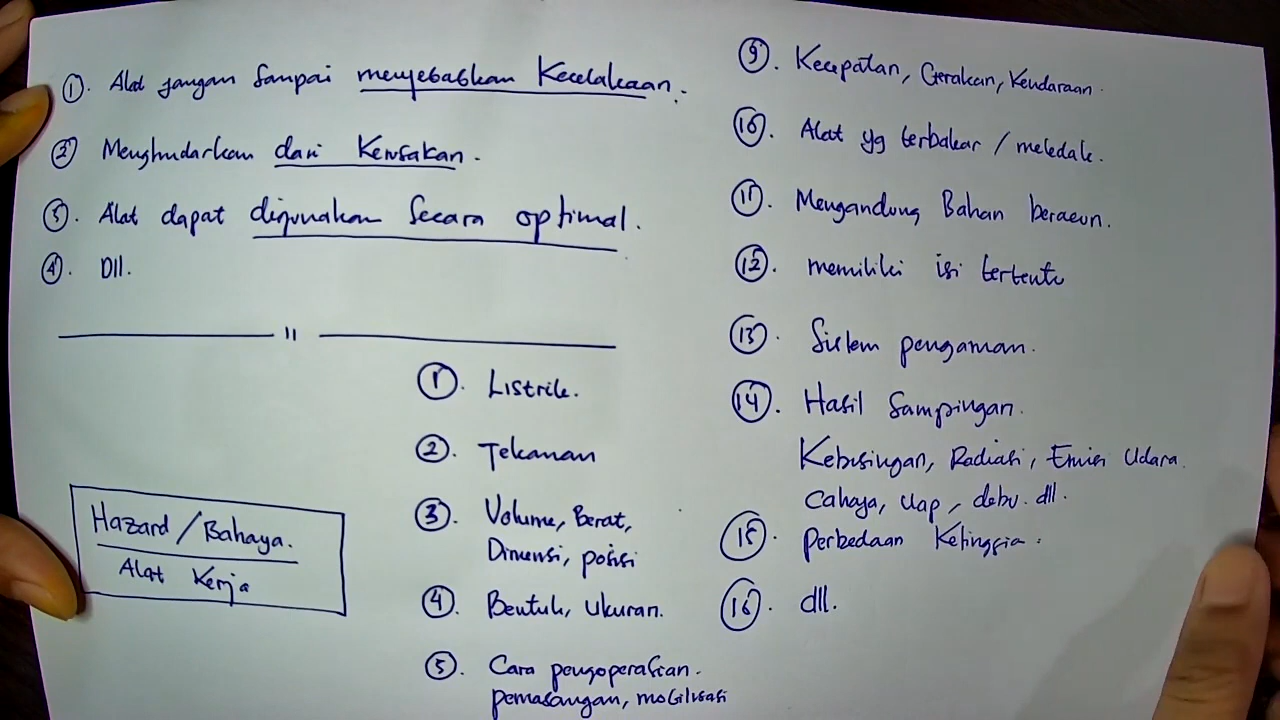 ① Alat jangan sampai menyebabkan Kecelakaan.
② Menghindarkan dari Kerusakan.
③ Alat dapat digunakan Secara optimal.
④ Dll.
11
Hazard / Bahaya.
Alat Kerja
① Listrik.
② Tekanan
③ Volume, Berat,
Dimensi, posisi
④ Bentuk, Ukuran.
⑤ Cara pengoperasian.
pemasangan, mobilisasi
⑨ Kecepatan, Gerakan, Kendaraan.
⑩ Alat yg terbakar / meledak.
⑪ Mengandung Bahan beracun.
⑫ memiliki isi tertentu
⑬ Sistem pengaman.
⑭ Hasil Sampingan.
Kebisingan, Radiasi, Emisi Udara.
Cahaya, Uap, debu. dll.
⑮ Perbedaan Ketinggia.
⑯ dll.